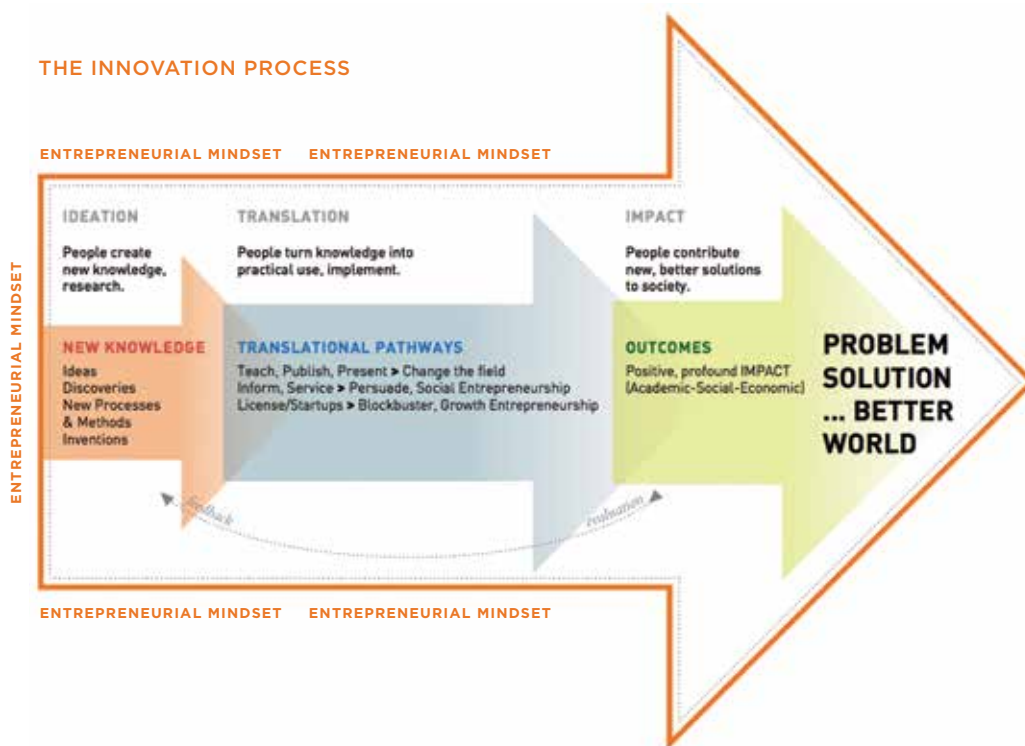 THE INNOVATION PROCESS
ENTREPRENEURIAL MINDSET ENTREPRENEURIAL MINDSET
ENTREPRENEURIAL MINDSET
IDEATION
People create
new knowledge,
research.
NEW KNOWLEDGE
Ideas
Discoveries
New Processes
& Methods
Inventions
TRANSLATION
People turn knowledge into
practical use, implement.
TRANSLATIONAL PATHWAYS
Teach, Publish, Present > Change the field
Inform, Service > Persuade, Social Entrepreneurship
License/Startups > Blockbuster, Growth Entrepreneurship
IMPACT
People contribute
new, better solutions
to society.
OUTCOMES
Positive, profound IMPACT
(Academic-Social-Economic)
PROBLEM
SOLUTION
... BETTER
WORLD
feedback
evaluation
ENTREPRENEURIAL MINDSET ENTREPRENEURIAL MINDSET